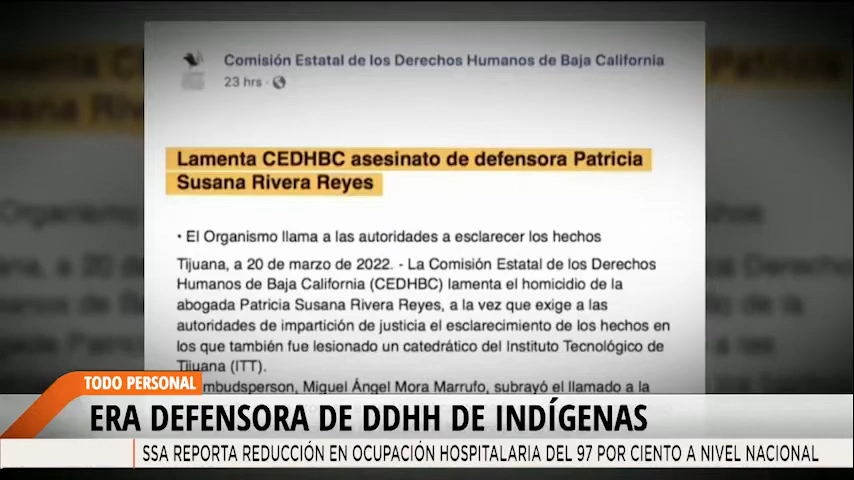 Comisión Estatal de los Derechos Humanos de Baja California
23 hrs ·
Lamenta CEDHBC asesinato de defensora Patricia
Susana Rivera Reyes
• El Organismo llama a las autoridades a esclarecer los hechos
Tijuana, a 20 de marzo de 2022. - La Comisión Estatal de los Derechos
Humanos de Baja California (CEDHBC) lamenta el homicidio de la
abogada Patricia Susana Rivera Reyes, a la vez que exige a las
autoridades de impartición de justicia el esclarecimiento de los hechos en
los que también fue lesionado un catedrático del Instituto Tecnológico de
Tijuana (ITT).
mbudsperson, Miguel Ángel Mora Marrufo, subrayó el llamado a la
TODO PERSONAL
ERA DEFENSORA DE DDHH DE INDÍGENAS
SSA REPORTA REDUCCIÓN EN OCUPACIÓN HOSPITALARIA DEL 97 POR CIENTO A NIVEL NACIONAL